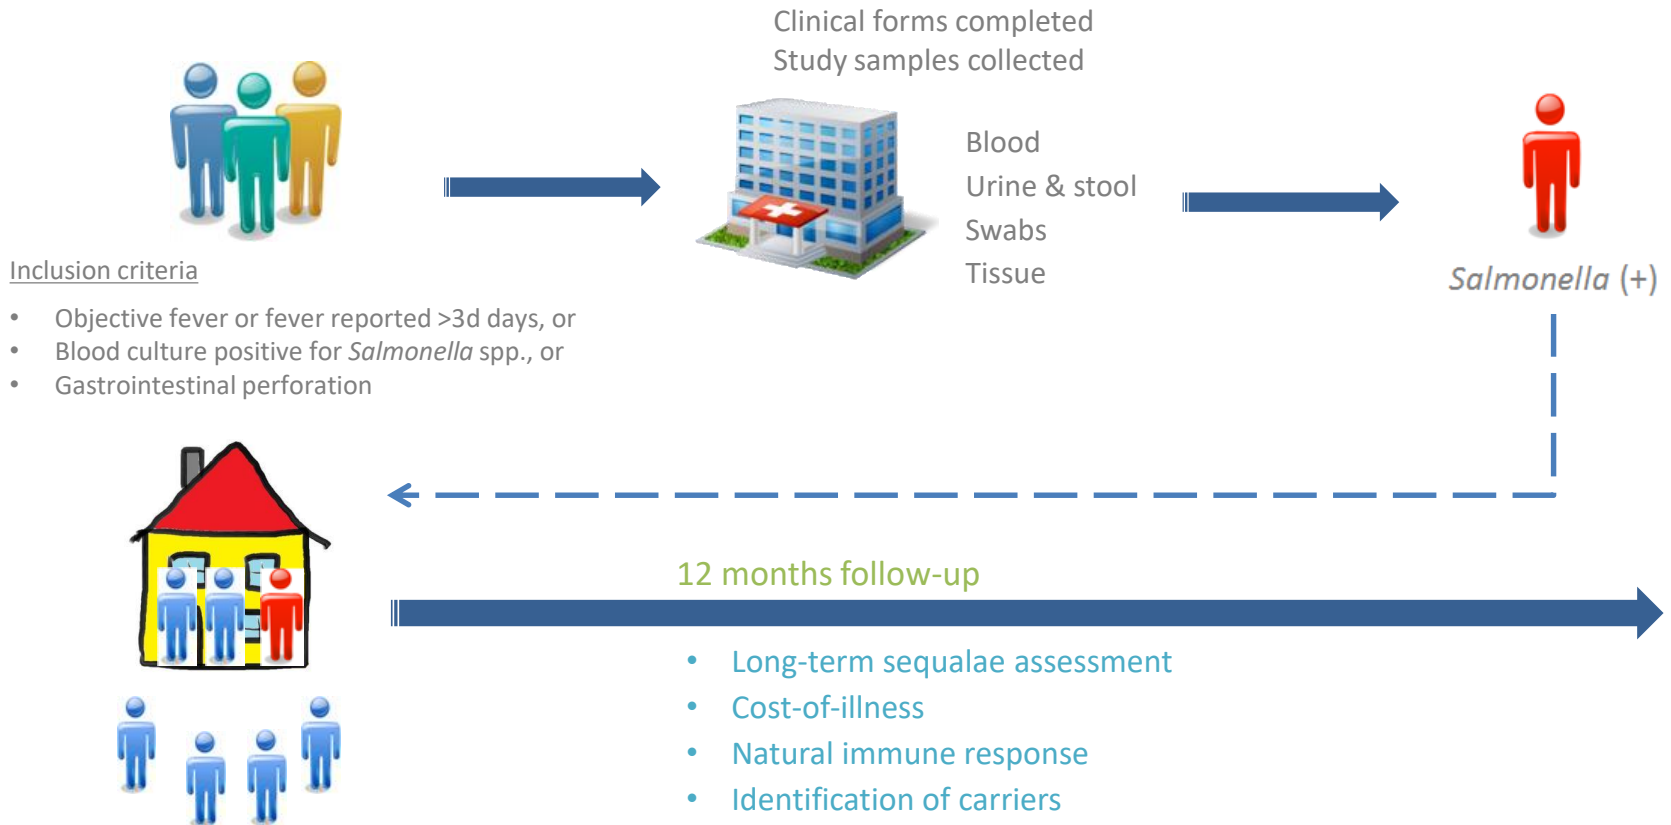 Clinical forms completed
Study samples collected
Blood
Urine & stool
Swabs
Tissue
Salmonella (+)
Inclusion criteria
• Objective fever or fever reported >3d days, or
• Blood culture positive for Salmonella spp., or
• Gastrointestinal perforation
12 months follow-up
• Long-term sequalae assessment
• Cost-of-illness
• Natural immune response
• Identification of carriers